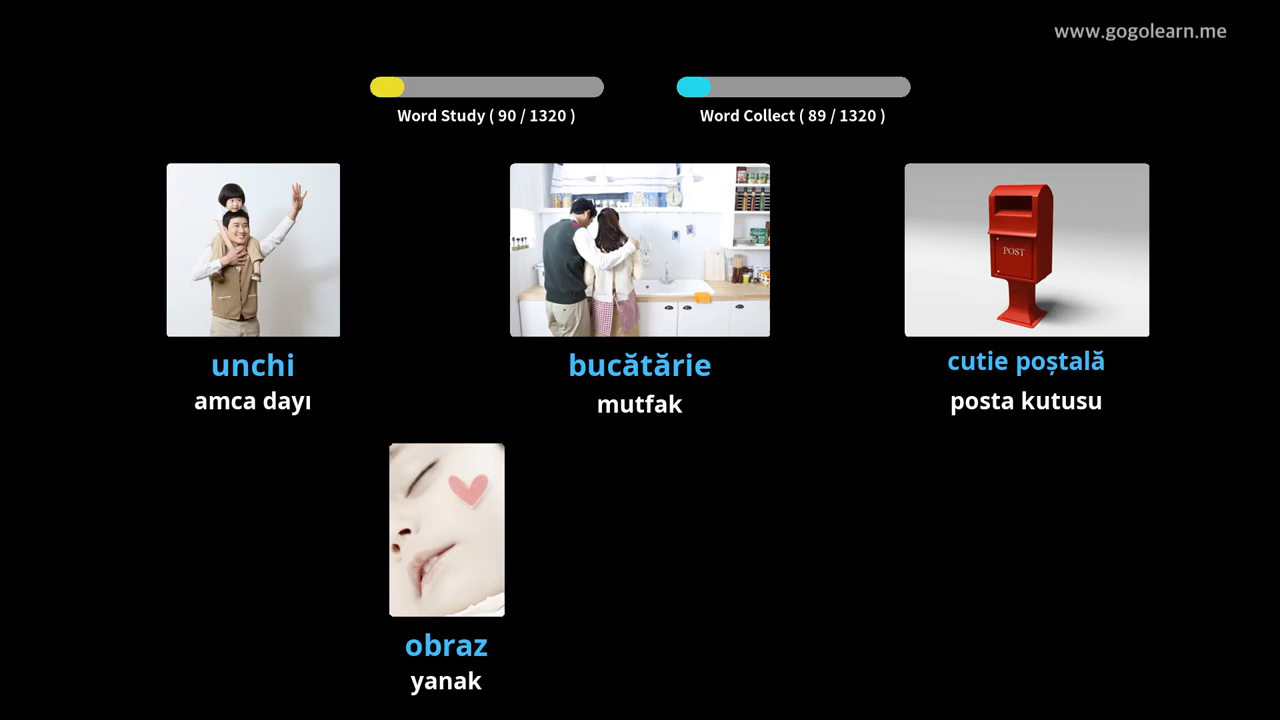 www.gogolearn.me
Word Study ( 90 / 1320 )
Word Collect ( 89 / 1320 )
POST
unchi
amca dayı
bucătărie
mutfak
cutie poștală
posta kutusu
obraz
yanak